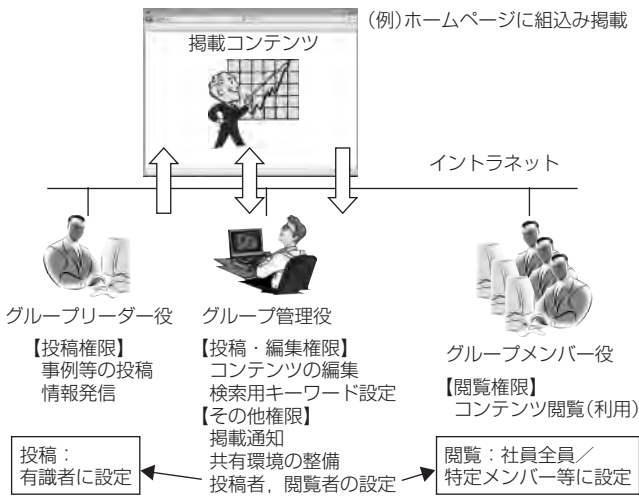 (例)ホームページに組込み掲載
掲載コンテンツ
イントラネット
グループリーダー役
【投稿権限】
事例等の投稿
情報発信
グループ管理役
【投稿・編集権限】
コンテンツの編集
検索用キーワード設定
【その他権限】
掲載通知
共有環境の整備
投稿者，閲覧者の設定
グループメンバー役
【閲覧権限】
コンテンツ閲覧(利用)
投稿：
有識者に設定
閲覧：社員全員／
特定メンバー等に設定